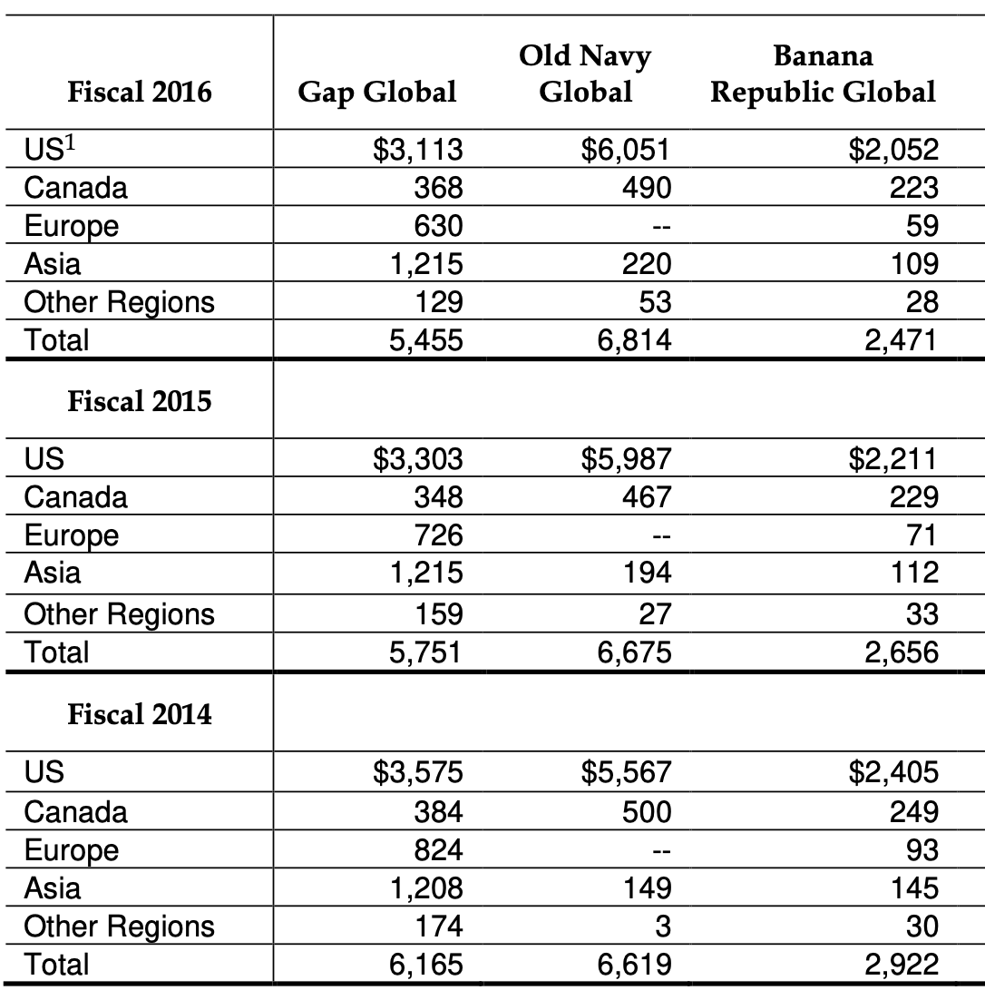 Fiscal 2016 Gap Global Old Navy Global Banana Republic Global
US1 $3,113 $6,051 $2,052
Canada 368 490 223
Europe 630 -- 59
Asia 1,215 220 109
Other Regions 129 53 28
Total 5,455 6,814 2,471
Fiscal 2015
US $3,303 $5,987 $2,211
Canada 348 467 229
Europe 726 -- 71
Asia 1,215 194 112
Other Regions 159 27 33
Total 5,751 6,675 2,656
Fiscal 2014
US $3,575 $5,567 $2,405
Canada 384 500 249
Europe 824 -- 93
Asia 1,208 149 145
Other Regions 174 3 30
Total 6,165 6,619 2,922